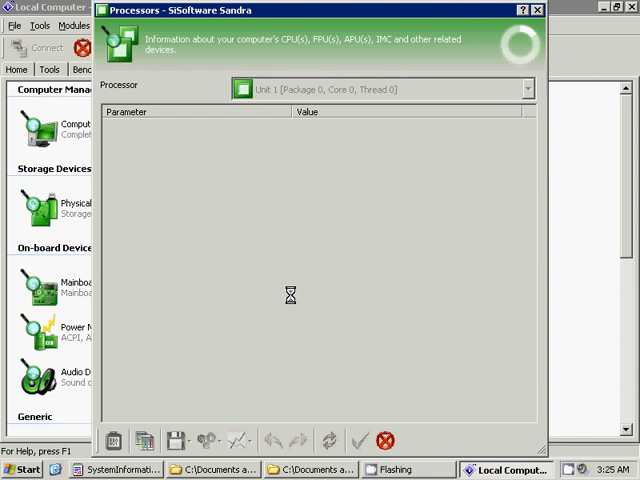 Local Computer -
Processors - SiSoftware Sandra
File Tools Modules
Information about your computer's CPU(s), FPU(s), APU(s), IMC and other related
devices.
Connect
Home Tools Benc
Processor
Unit 1 [Package 0, Core 0, Thread 0]
Computer Mana
Parameter Value
Comput
Complet
Storage Devices
Physical
Storage
On-board Device
Mainboa
Mainboa
Power M
ACPI, A
Audio D
Sound c
Generic
For Help, press F1
Start
SystemInformati...
C:\Documents a...
C:\Documents a...
Flashing
Local Comput...
3:25 AM